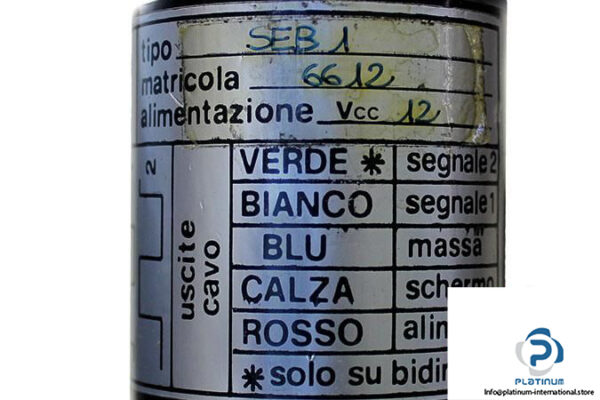 tipo SEB 1
matricola 6612
alimentazione Vcc 12
2
uscite cavo
VERDE * segnale 2
BIANCO segnale 1
BLU massa
CALZA schermo
ROSSO alim
* solo su bidir
PLATINUM
Info@platinum-international.store